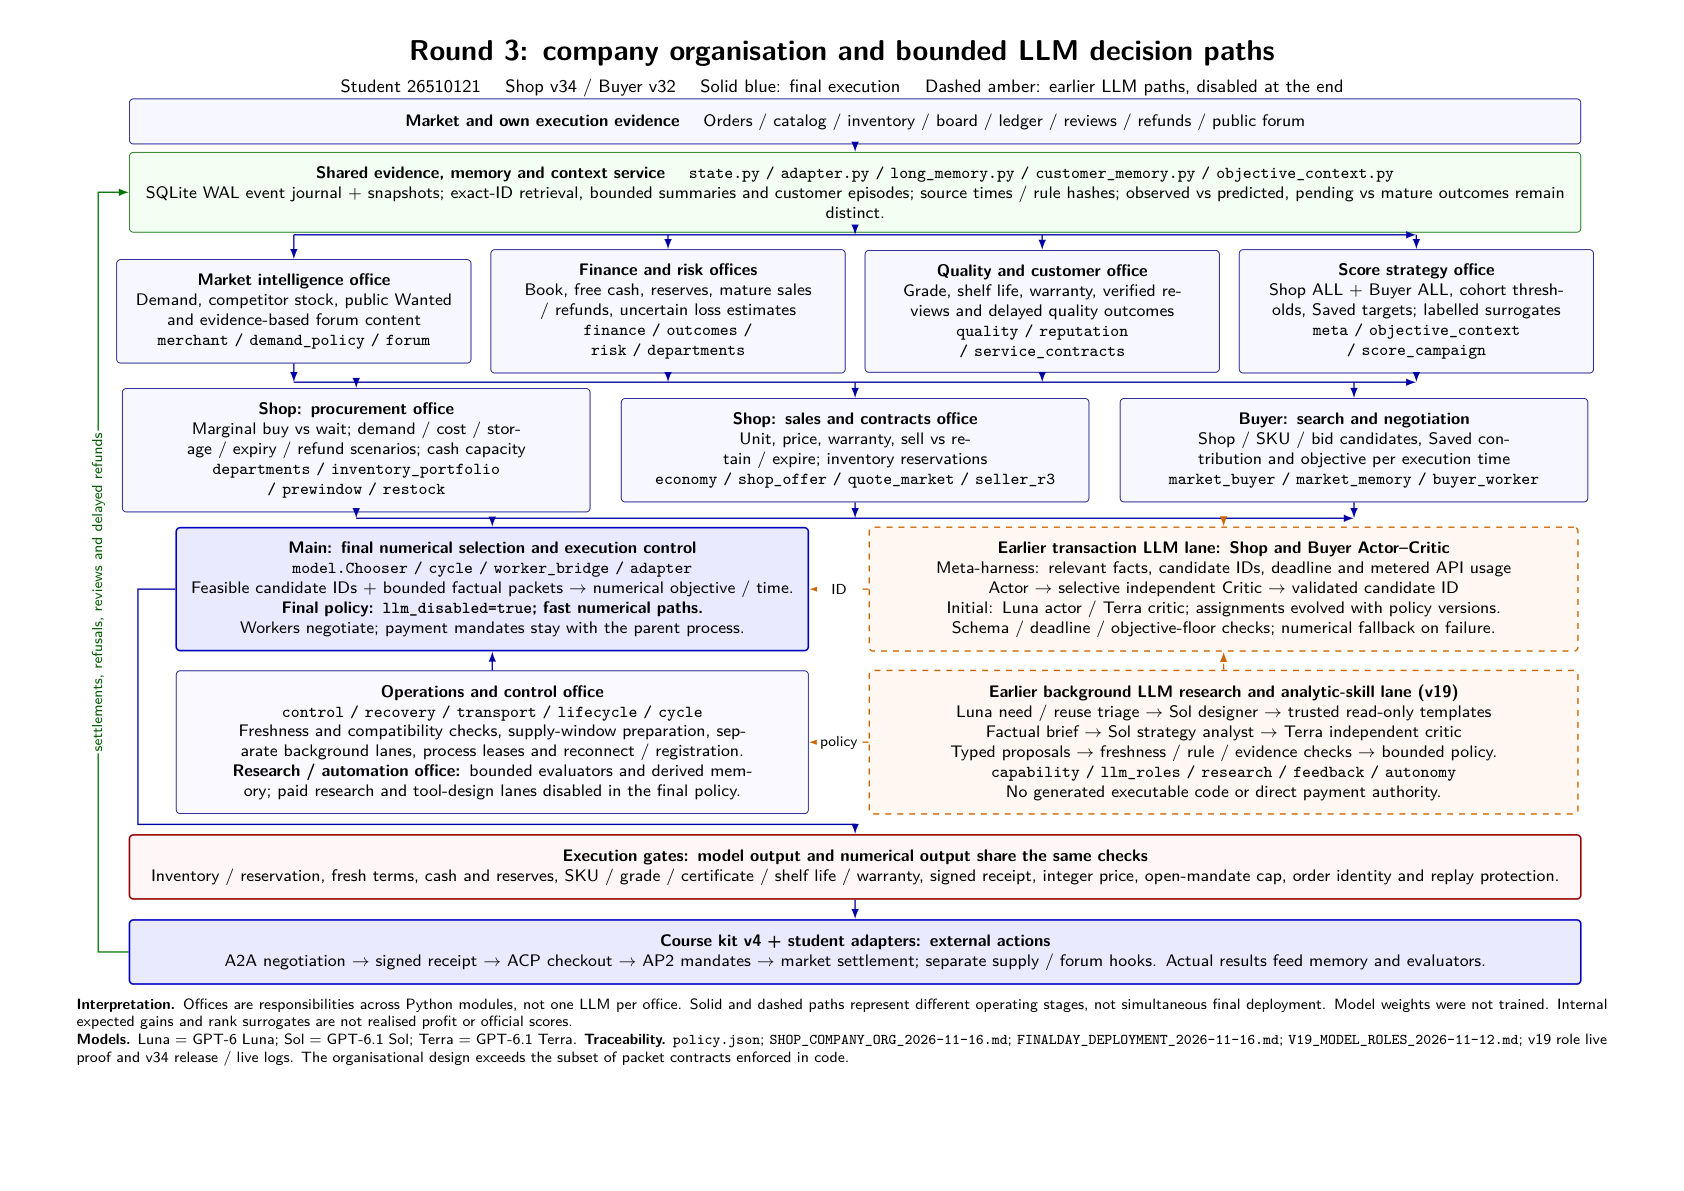 Round 3: company organisation and bounded LLM decision paths
Student 26510121 Shop v34 / Buyer v32 Solid blue: final execution Dashed amber: earlier LLM paths, disabled at the end
Market and own execution evidence Orders / catalog / inventory / board / ledger / reviews / refunds / public forum
Shared evidence, memory and context service state.py / adapter.py / long_memory.py / customer_memory.py / objective_context.py
SQLite WAL event journal + snapshots; exact-ID retrieval, bounded summaries and customer episodes; source times / rule hashes; observed vs predicted, pending vs mature outcomes remain
distinct.
Market intelligence office
Demand, competitor stock, public Wanted
and evidence-based forum content
merchant / demand_policy / forum
Finance and risk offices
Book, free cash, reserves, mature sales
/ refunds, uncertain loss estimates
finance / outcomes /
risk / departments
Quality and customer office
Grade, shelf life, warranty, verified re-
views and delayed quality outcomes
quality / reputation
/ service_contracts
Score strategy office
Shop ALL + Buyer ALL, cohort thresh-
olds, Saved targets; labelled surrogates
meta / objective_context
/ score_campaign
Shop: procurement office
Marginal buy vs wait; demand / cost / stor-
age / expiry / refund scenarios; cash capacity
departments / inventory_portfolio
/ prewindow / restock
Shop: sales and contracts office
Unit, price, warranty, sell vs re-
tain / expire; inventory reservations
economy / shop_offer / quote_market / seller_r3
Buyer: search and negotiation
Shop / SKU / bid candidates, Saved con-
tribution and objective per execution time
market_buyer / market_memory / buyer_worker
settlements, refusals, reviews and delayed refunds
Main: final numerical selection and execution control
model.Chooser / cycle / worker_bridge / adapter
Feasible candidate IDs + bounded factual packets → numerical objective / time.
Final policy: llm_disabled=true; fast numerical paths.
Workers negotiate; payment mandates stay with the parent process.
ID
Earlier transaction LLM lane: Shop and Buyer Actor–Critic
Meta-harness: relevant facts, candidate IDs, deadline and metered API usage
Actor → selective independent Critic → validated candidate ID
Initial: Luna actor / Terra critic; assignments evolved with policy versions.
Schema / deadline / objective-floor checks; numerical fallback on failure.
Operations and control office
control / recovery / transport / lifecycle / cycle
Freshness and compatibility checks, supply-window preparation, sep-
arate background lanes, process leases and reconnect / registration.
Research / automation office: bounded evaluators and derived mem-
ory; paid research and tool-design lanes disabled in the final policy.
policy
Earlier background LLM research and analytic-skill lane (v19)
Luna need / reuse triage → Sol designer → trusted read-only templates
Factual brief → Sol strategy analyst → Terra independent critic
Typed proposals → freshness / rule / evidence checks → bounded policy.
capability / llm_roles / research / feedback / autonomy
No generated executable code or direct payment authority.
Execution gates: model output and numerical output share the same checks
Inventory / reservation, fresh terms, cash and reserves, SKU / grade / certificate / shelf life / warranty, signed receipt, integer price, open-mandate cap, order identity and replay protection.
Course kit v4 + student adapters: external actions
A2A negotiation → signed receipt → ACP checkout → AP2 mandates → market settlement; separate supply / forum hooks. Actual results feed memory and evaluators.
Interpretation. Offices are responsibilities across Python modules, not one LLM per office. Solid and dashed paths represent different operating stages, not simultaneous final deployment. Model weights were not trained. Internal
expected gains and rank surrogates are not realised profit or official scores.
Models. Luna = GPT-6 Luna; Sol = GPT-6.1 Sol; Terra = GPT-6.1 Terra. Traceability. policy.json; SHOP_COMPANY_ORG_2026-11-16.md; FINALDAY_DEPLOYMENT_2026-11-16.md; V19_MODEL_ROLES_2026-11-12.md; v19 role live
proof and v34 release / live logs. The organisational design exceeds the subset of packet contracts enforced in code.